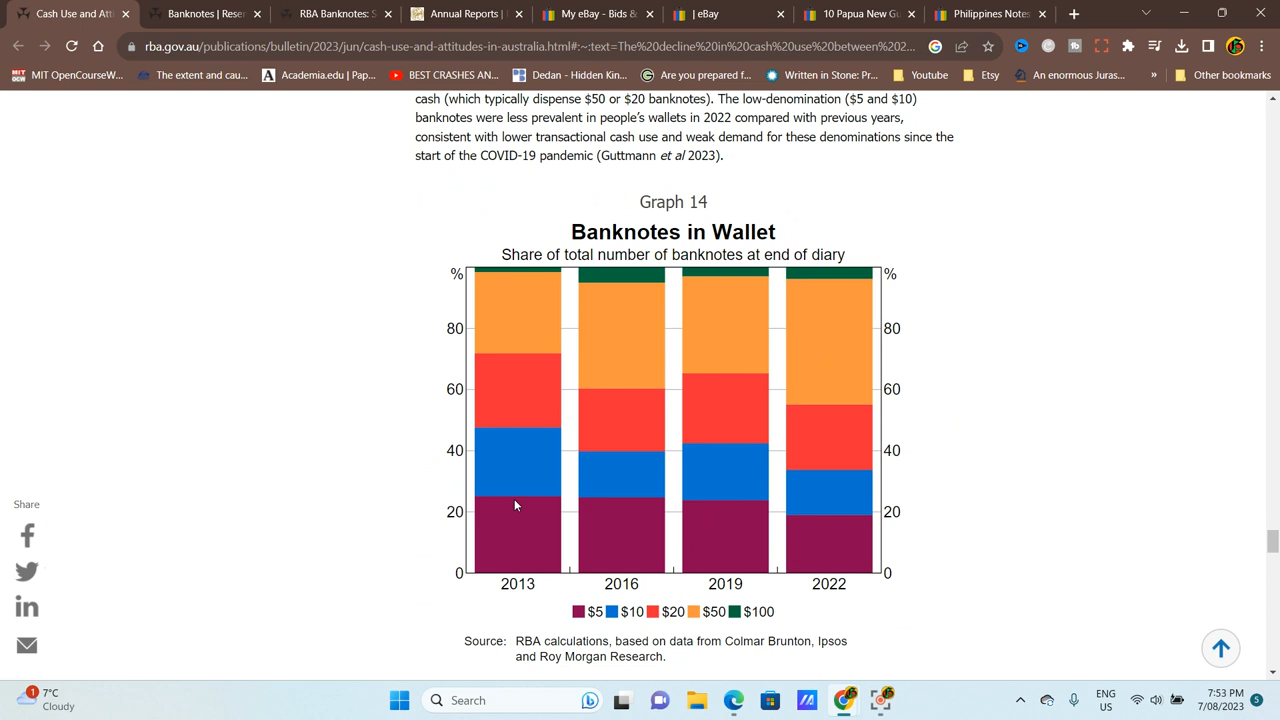 Cash Use and Atti
Banknotes | Reser
RBA Banknotes: S
Annual Reports |
My eBay - Bids &
| eBay
10 Papua New Gu
Philippines Notes
rba.gov.au/publications/bulletin/2023/jun/cash-use-and-attitudes-in-australia.html#:~:text=The%20decline%20in%20cash%20use%20between%202...
MIT OpenCourseW...
The extent and cau...
Academia.edu | Pap...
BEST CRASHES AN...
Dedan - Hidden Kin...
Are you prepared f...
Written in Stone: Pr...
Youtube
Etsy
An enormous Juras...
»
Other bookmarks
cash (which typically dispense $50 or $20 banknotes). The low-denomination ($5 and $10)
banknotes were less prevalent in people's wallets in 2022 compared with previous years,
consistent with lower transactional cash use and weak demand for these denominations since the
start of the COVID-19 pandemic (Guttmann et al 2023).
Graph 14
Banknotes in Wallet
Share of total number of banknotes at end of diary
% %
80 80
60 60
40 40
20 20
0 0
2013 2016 2019 2022
$5 $10 $20 $50 $100
Source: RBA calculations, based on data from Colmar Brunton, Ipsos
and Roy Morgan Research.
Share
1
7°C
Cloudy
Search
ENG
US
7:53 PM
7/08/2023
5